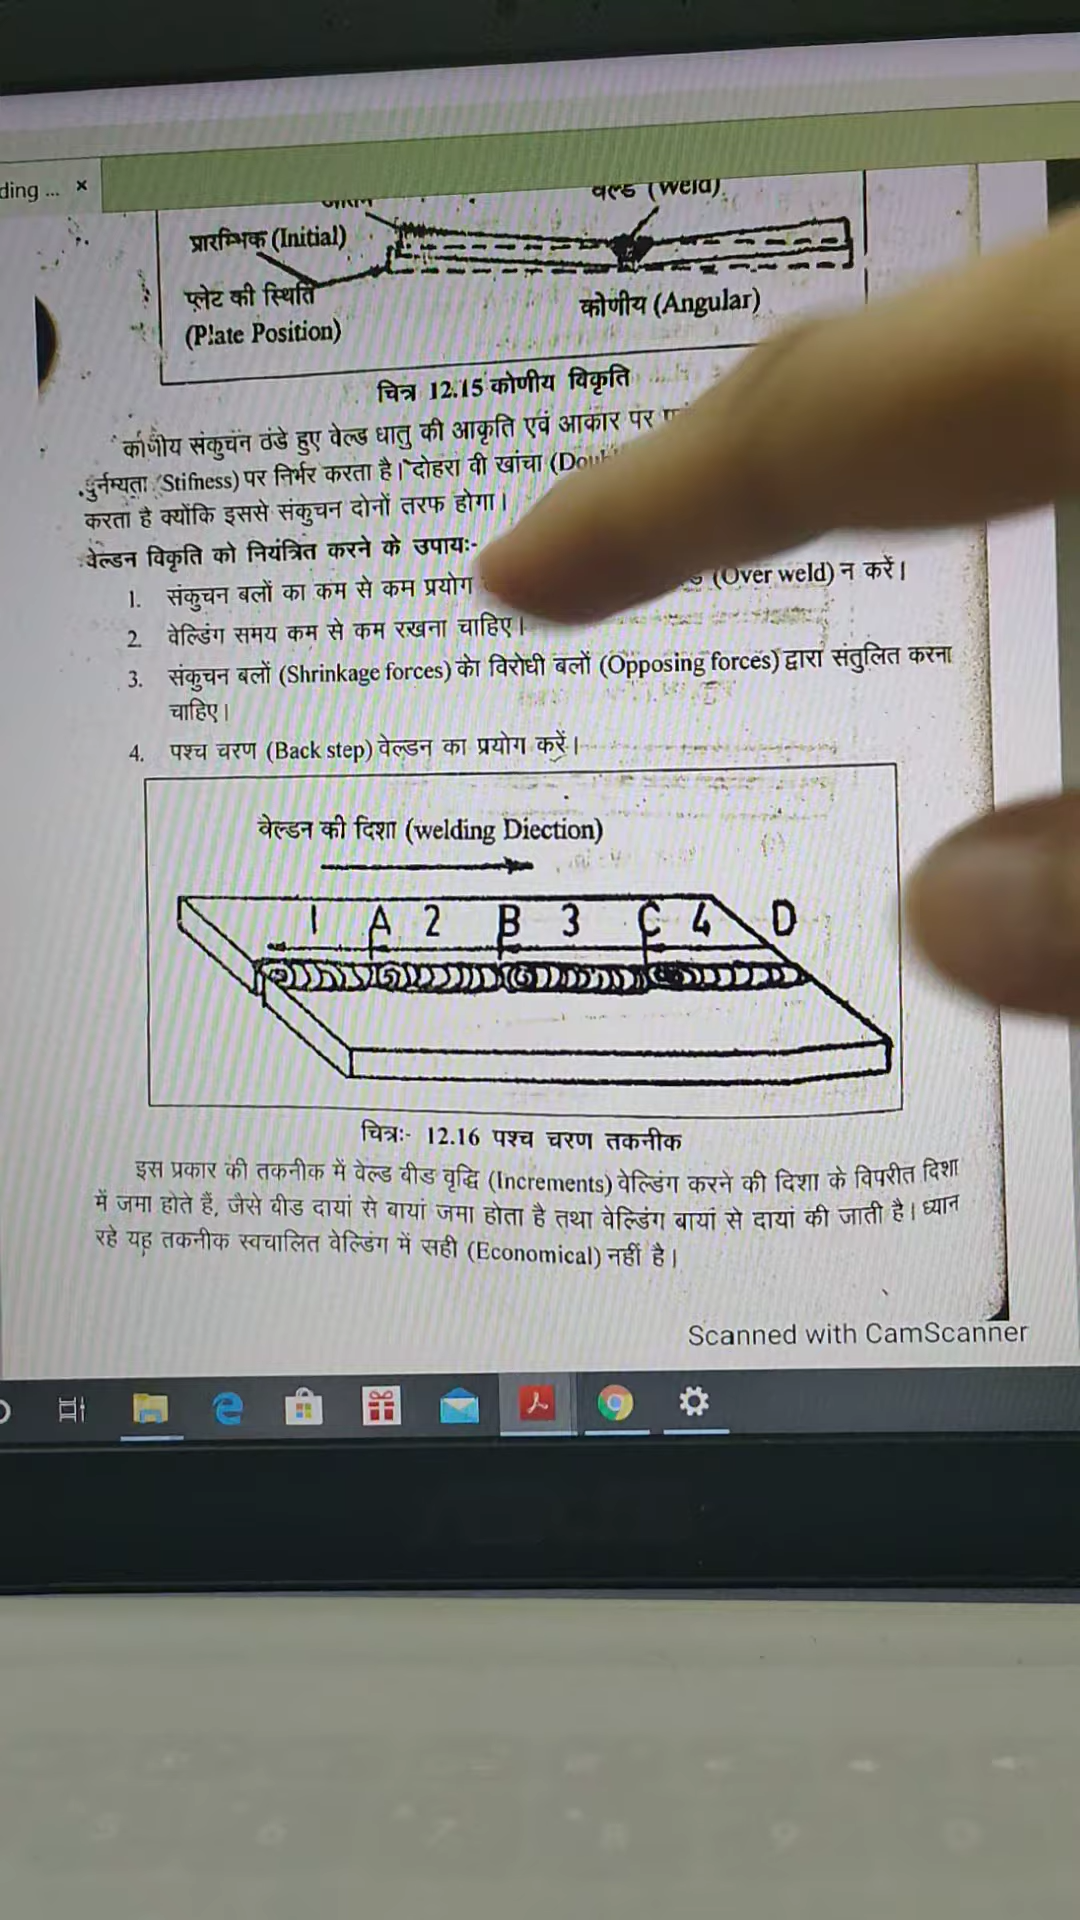 ding ... ×
वेल्ड (Weld)
प्रारम्भिक (Initial)
प्लेट की स्थिति
(Plate Position)
कोणीय (Angular)
चित्र 12.15 कोणीय विकृति
कोणीय संकुचन ठंडे हुए वेल्ड धातु की आकृति एवं आकार पर
दुर्नम्यता (Stifness) पर निर्भर करता है। दोहरा वी खांचा
करता है क्योंकि इससे संकुचन दोनों तरफ होगा।
वेल्डन विकृति को नियंत्रित करने के उपायः-
1. संकुचन बलों का कम से कम प्रयोग (Over weld) न करें।
2. वेल्डिंग समय कम से कम रखना चाहिए।
3. संकुचन बलों (Shrinkage forces) को विरोधी बलों (Opposing forces) द्वारा संतुलित करना
चाहिए।
4. पश्च चरण (Back step) वेल्डन का प्रयोग करें।
वेल्डन की दिशा (welding Diection)
1 A 2 B 3 C 4 D
चित्रः- 12.16 पश्च चरण तकनीक
इस प्रकार की तकनीक में वेल्ड बीड वृद्धि (Increments) वेल्डिंग करने की दिशा के विपरीत दिशा
में जमा होते हैं, जैसे बीड दायां से बायां जमा होता है तथा वेल्डिंग बायां से दायां की जाती है। ध्यान
रहे यह तकनीक स्वचालित वेल्डिंग में सही (Economical) नहीं है।
Scanned with CamScanner